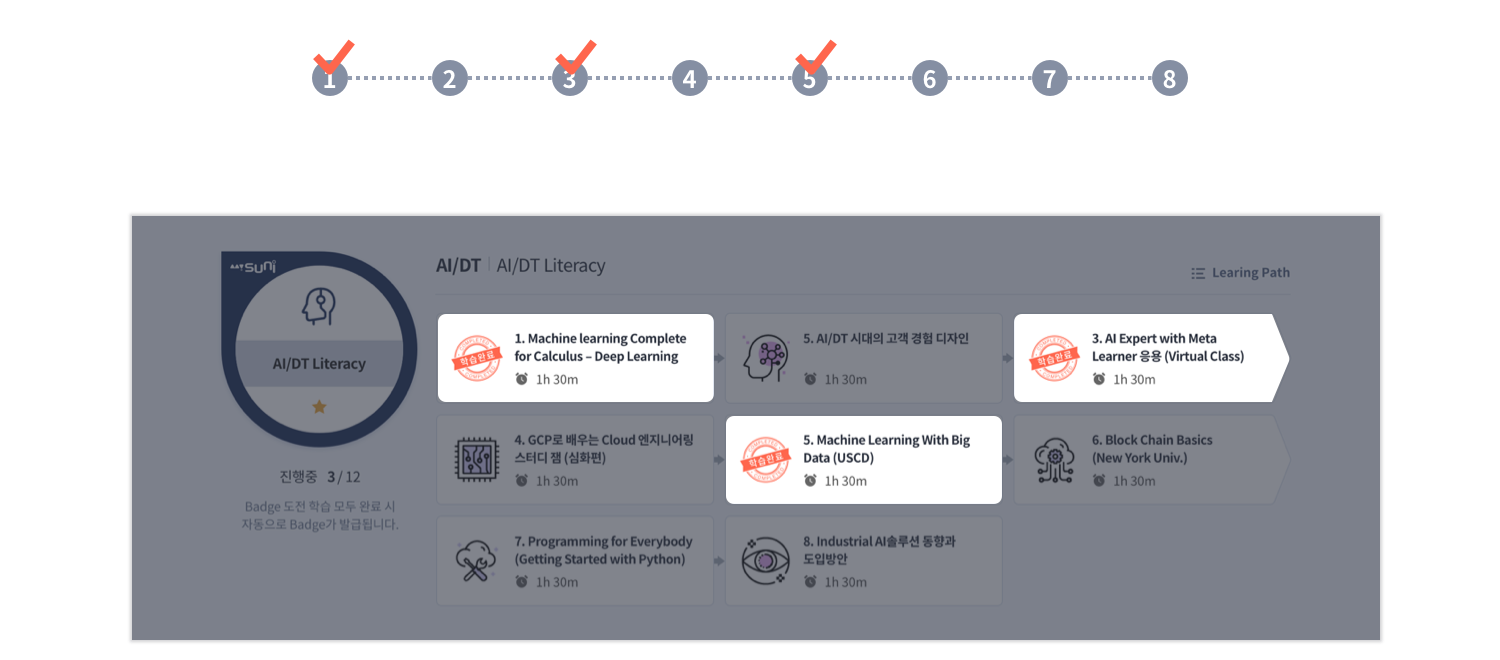 1 2 3 4 5 6 7 8
mySUNI
AI/DT Literacy
진행중 3 / 12
Badge 도전 학습 모두 완료 시
자동으로 Badge가 발급됩니다.
AI/DT | AI/DT Literacy
Learing Path
COMPLETED
학습완료
COMPLETED
1. Machine learning Complete
for Calculus – Deep Learning
1h 30m
5. AI/DT 시대의 고객 경험 디자인
1h 30m
COMPLETED
학습완료
COMPLETED
3. AI Expert with Meta
Learner 응용 (Virtual Class)
1h 30m
4. GCP로 배우는 Cloud 엔지니어링
스터디 잼 (심화편)
1h 30m
COMPLETED
학습완료
COMPLETED
5. Machine Learning With Big
Data (USCD)
1h 30m
6. Block Chain Basics
(New York Univ.)
1h 30m
7. Programming for Everybody
(Getting Started with Python)
1h 30m
8. Industrial AI솔루션 동향과
도입방안
1h 30m